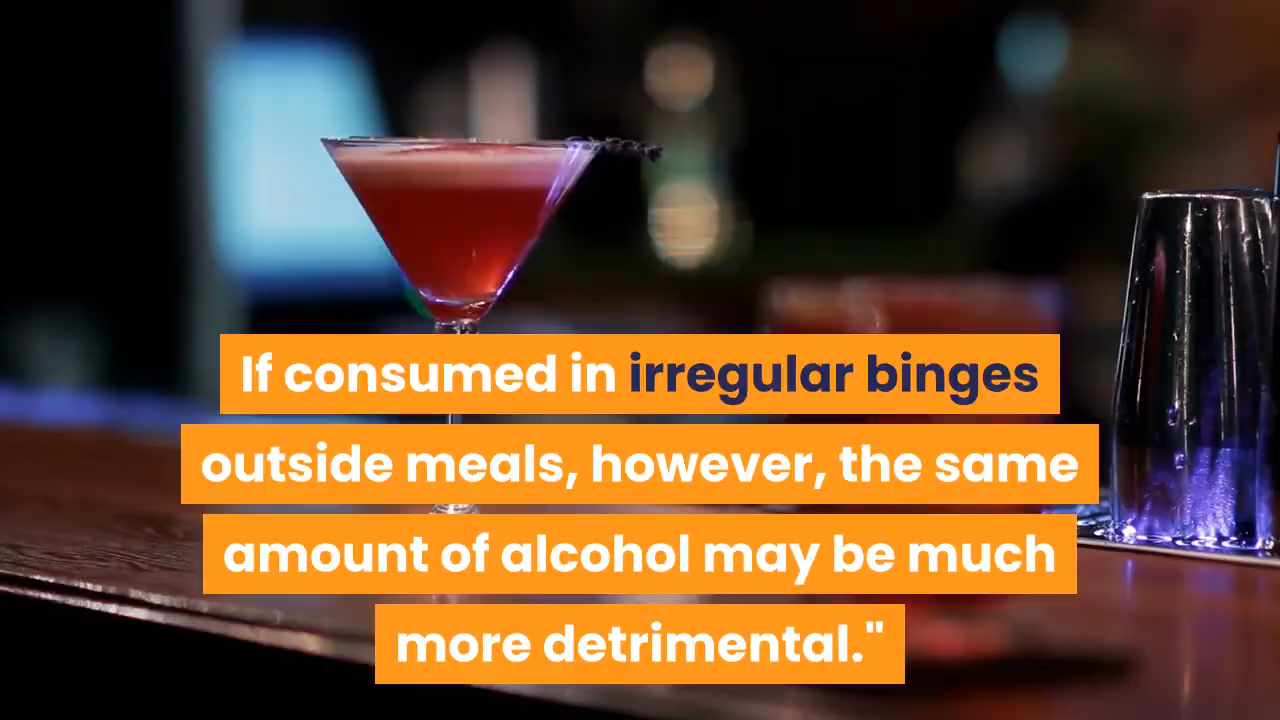 If consumed in irregular binges
outside meals, however, the same
amount of alcohol may be much
more detrimental."